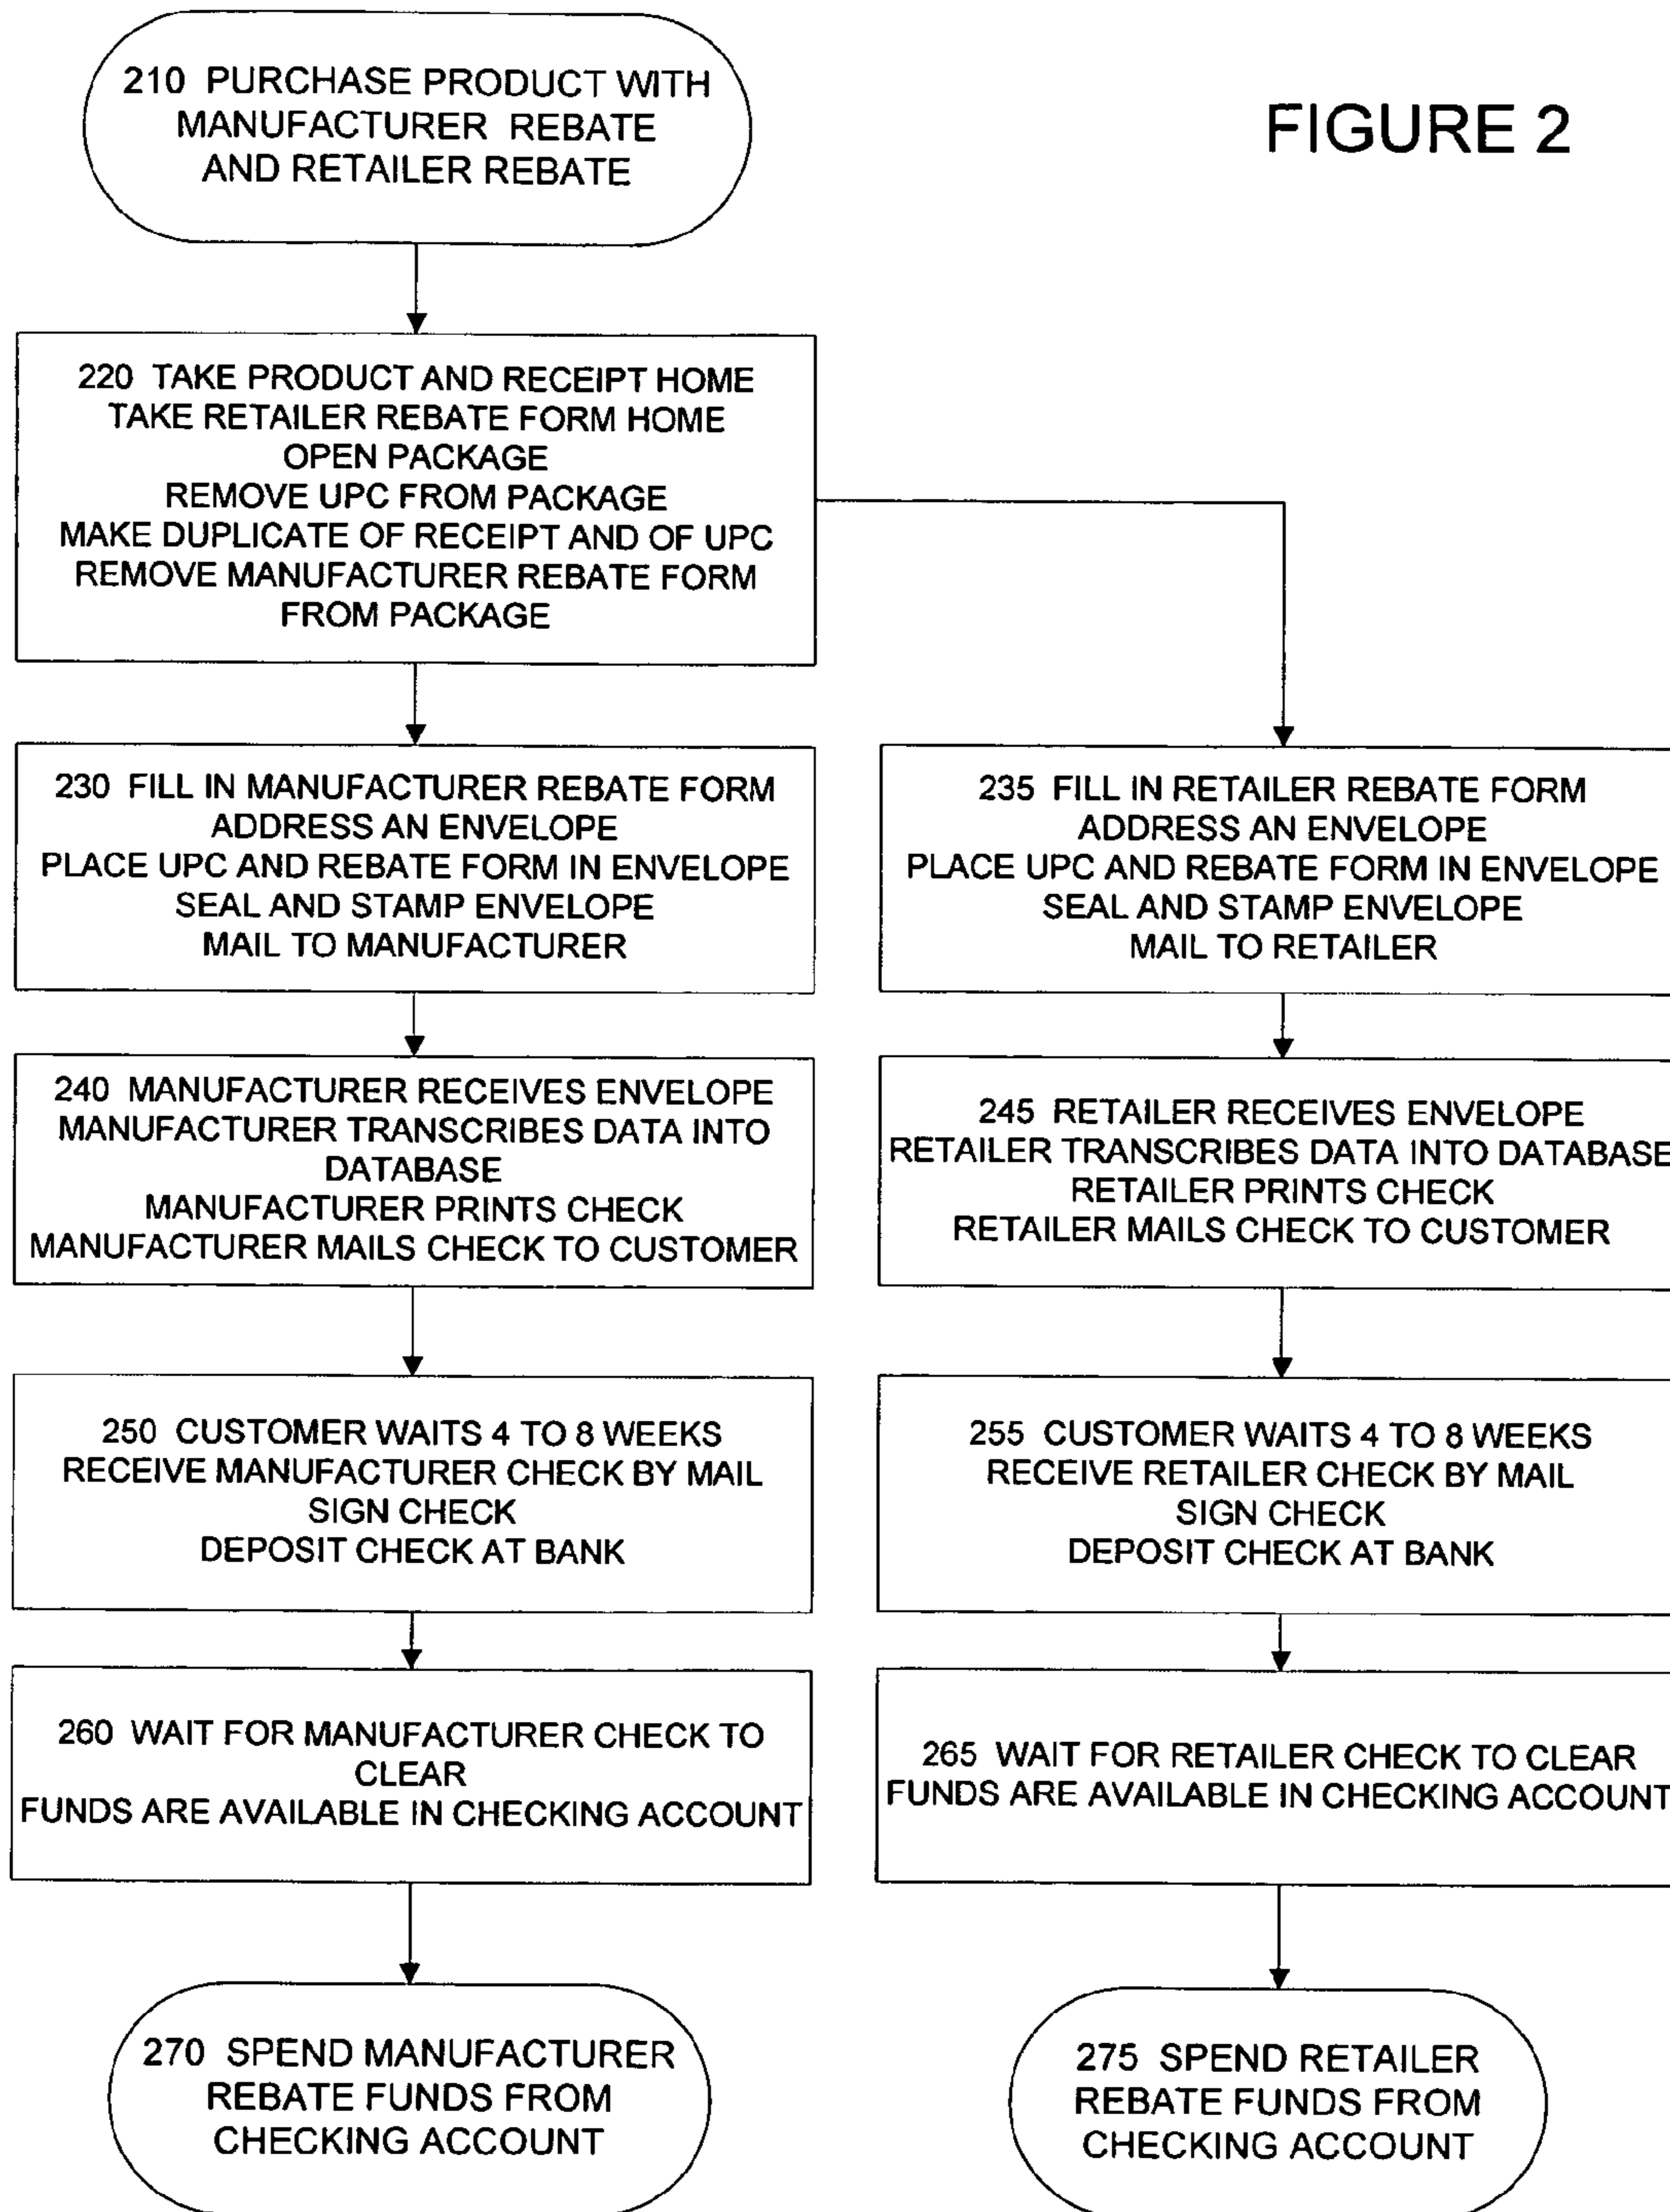 FIGURE 2
210 PURCHASE PRODUCT WITH
MANUFACTURER REBATE
AND RETAILER REBATE
220 TAKE PRODUCT AND RECEIPT HOME
TAKE RETAILER REBATE FORM HOME
OPEN PACKAGE
REMOVE UPC FROM PACKAGE
MAKE DUPLICATE OF RECEIPT AND OF UPC
REMOVE MANUFACTURER REBATE FORM
FROM PACKAGE
230 FILL IN MANUFACTURER REBATE FORM
ADDRESS AN ENVELOPE
PLACE UPC AND REBATE FORM IN ENVELOPE
SEAL AND STAMP ENVELOPE
MAIL TO MANUFACTURER
235 FILL IN RETAILER REBATE FORM
ADDRESS AN ENVELOPE
PLACE UPC AND REBATE FORM IN ENVELOPE
SEAL AND STAMP ENVELOPE
MAIL TO RETAILER
240 MANUFACTURER RECEIVES ENVELOPE
MANUFACTURER TRANSCRIBES DATA INTO
DATABASE
MANUFACTURER PRINTS CHECK
MANUFACTURER MAILS CHECK TO CUSTOMER
245 RETAILER RECEIVES ENVELOPE
RETAILER TRANSCRIBES DATA INTO DATABASE
RETAILER PRINTS CHECK
RETAILER MAILS CHECK TO CUSTOMER
250 CUSTOMER WAITS 4 TO 8 WEEKS
RECEIVE MANUFACTURER CHECK BY MAIL
SIGN CHECK
DEPOSIT CHECK AT BANK
255 CUSTOMER WAITS 4 TO 8 WEEKS
RECEIVE RETAILER CHECK BY MAIL
SIGN CHECK
DEPOSIT CHECK AT BANK
260 WAIT FOR MANUFACTURER CHECK TO
CLEAR
FUNDS ARE AVAILABLE IN CHECKING ACCOUNT
265 WAIT FOR RETAILER CHECK TO CLEAR
FUNDS ARE AVAILABLE IN CHECKING ACCOUNT
270 SPEND MANUFACTURER
REBATE FUNDS FROM
CHECKING ACCOUNT
275 SPEND RETAILER
REBATE FUNDS FROM
CHECKING ACCOUNT